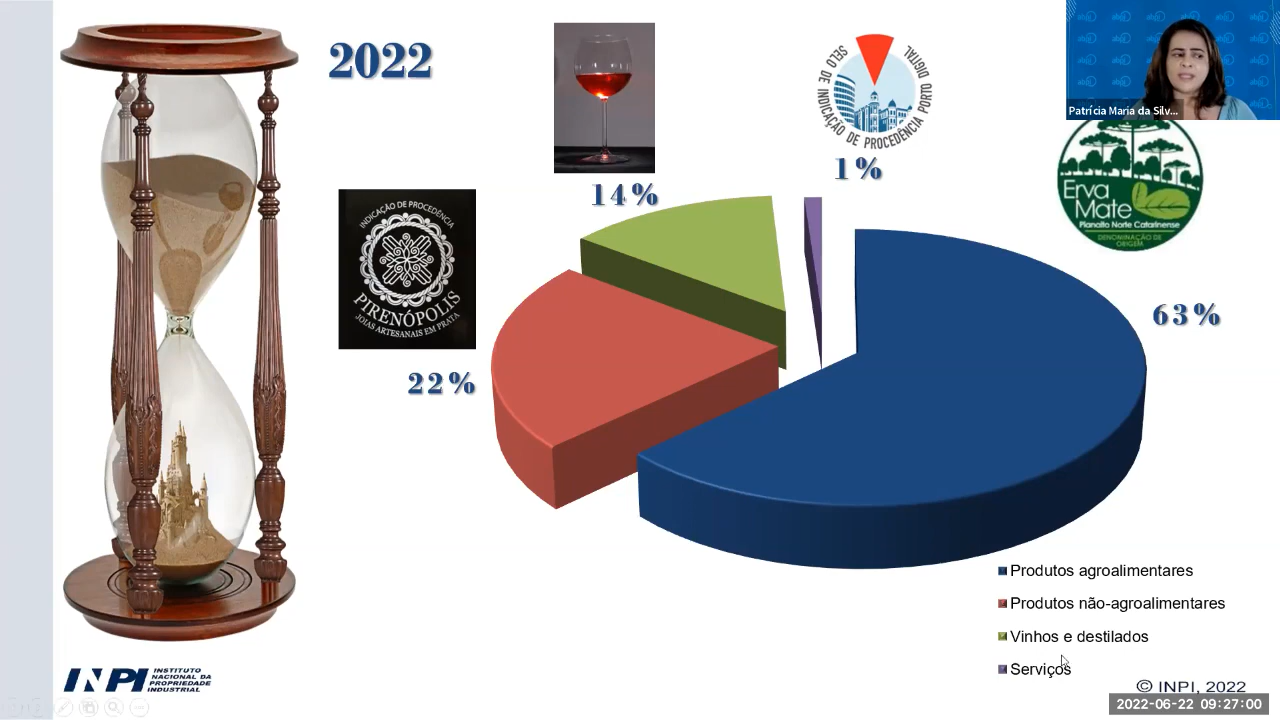 2022
14%
SELO DE INDICAÇÃO DE PROCEDÊNCIA PORTO DIGITAL
1%
Patrícia Maria da Silv...
Erva
Mate
Planalto Norte Catarinense
DENOMINAÇÃO DE
ORIGEM
INDICAÇÃO DE PROCEDÊNCIA
PIRENÓPOLIS
JOIAS ARTESANAIS EM PRATA
22%
63%
Produtos agroalimentares
Produtos não-agroalimentares
Vinhos e destilados
Serviços
INPI
INSTITUTO
NACIONAL DA
PROPRIEDADE
INDUSTRIAL
© INPI, 2022
2022-06-22 09:27:00